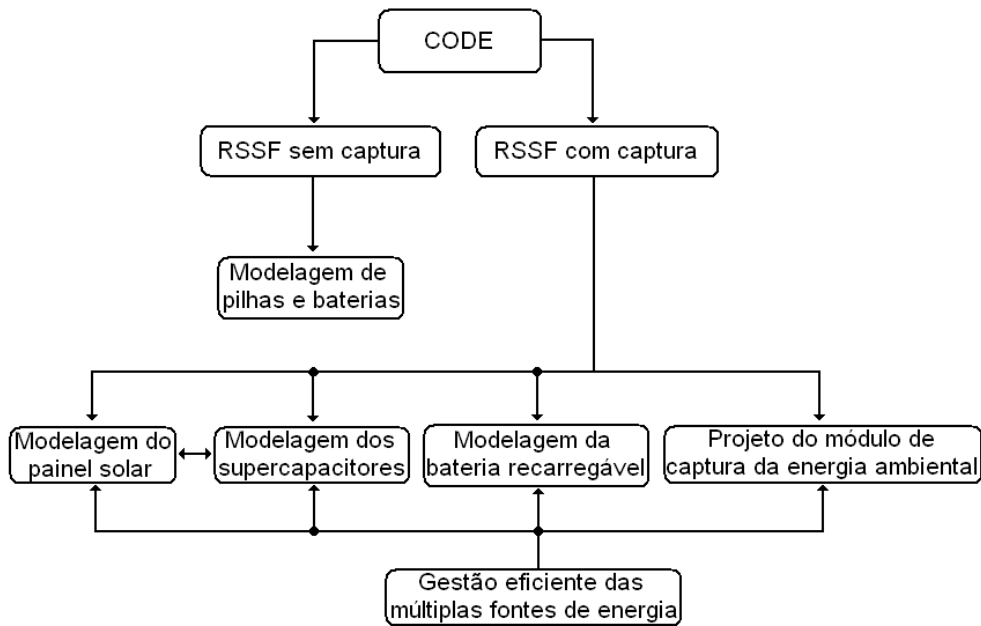 CODE
RSSF sem captura
RSSF com captura
Modelagem de
pilhas e baterias
Modelagem do
painel solar
Modelagem dos
supercapacitores
Modelagem da
bateria recarregável
Projeto do módulo de
captura da energia ambiental
Gestão eficiente das
múltiplas fontes de energia